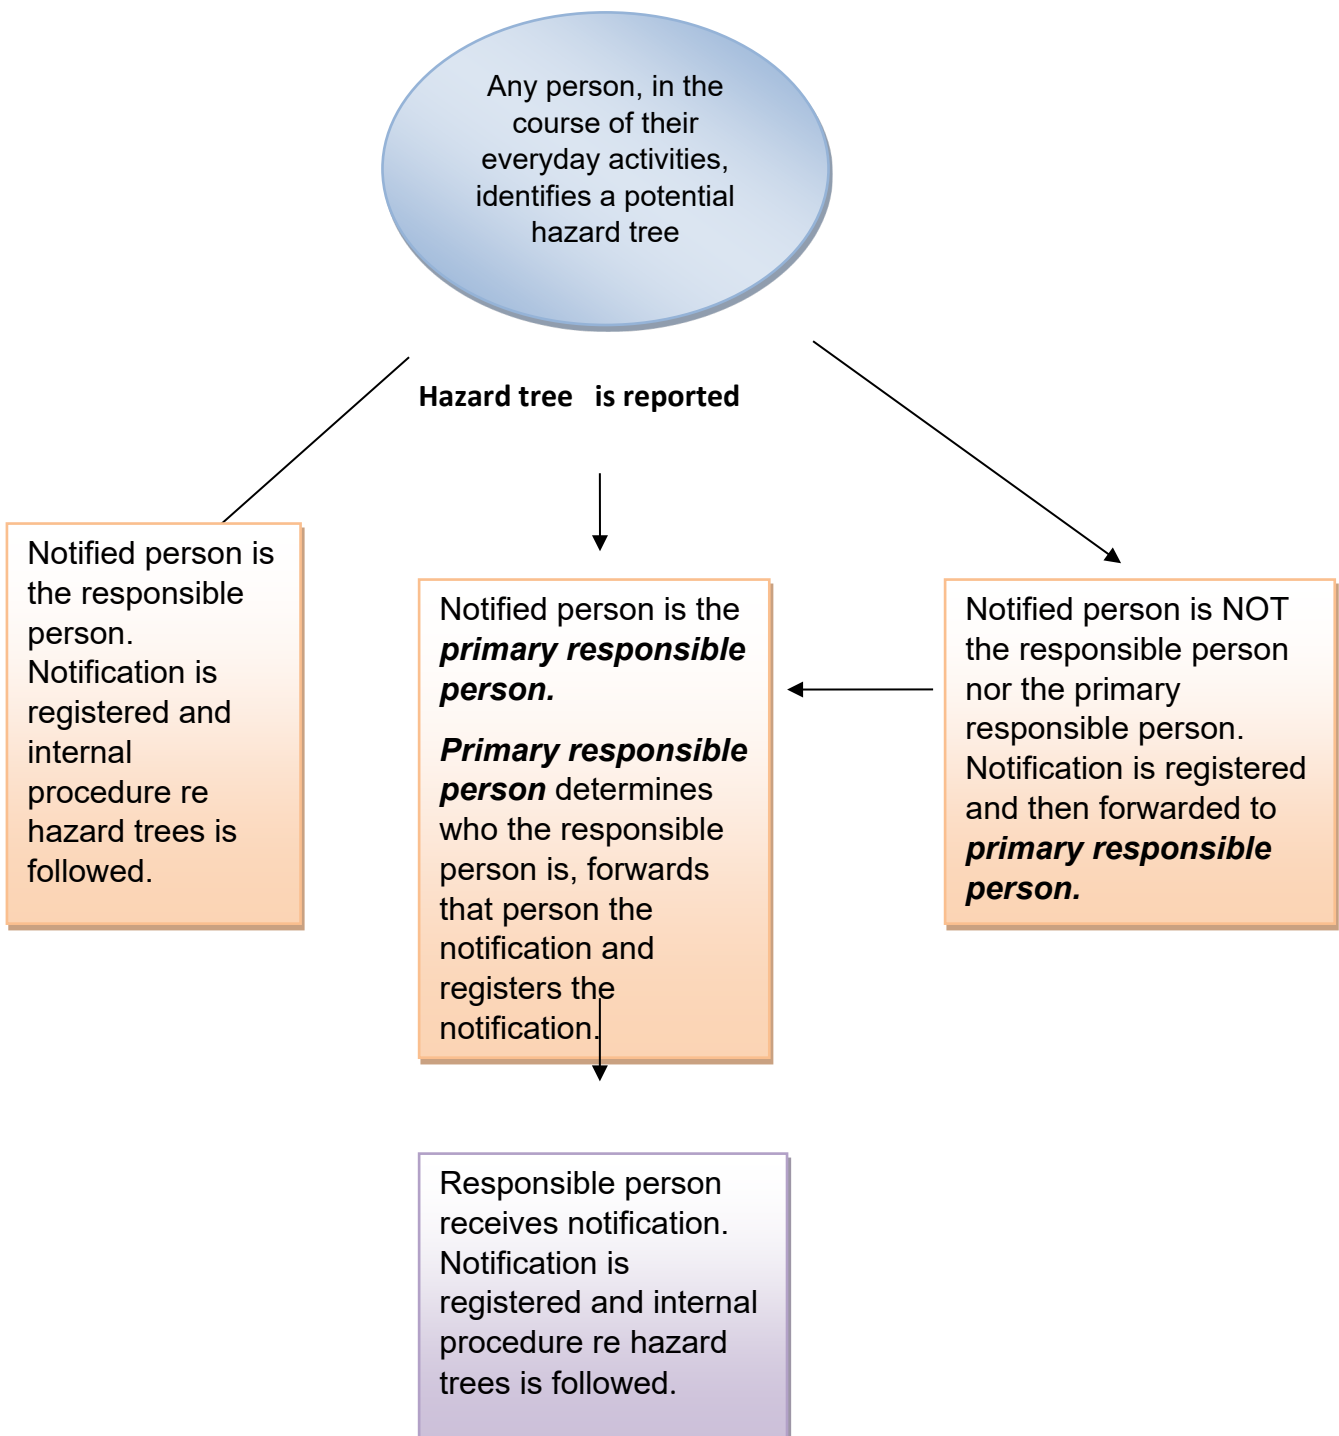 Any person, in the
course of their
everyday activities,
identifies a potential
hazard tree
Hazard tree   is reported
Notified person is
the responsible
person.
Notification is
registered and
internal
procedure re
hazard trees is
followed.
Notified person is the
primary responsible
person.
Primary responsible
person determines
who the responsible
person is, forwards
that person the
notification and
registers the
notification.
Notified person is NOT
the responsible person
nor the primary
responsible person.
Notification is registered
and then forwarded to
primary responsible
person.
Responsible person
receives notification.
Notification is
registered and internal
procedure re hazard
trees is followed.